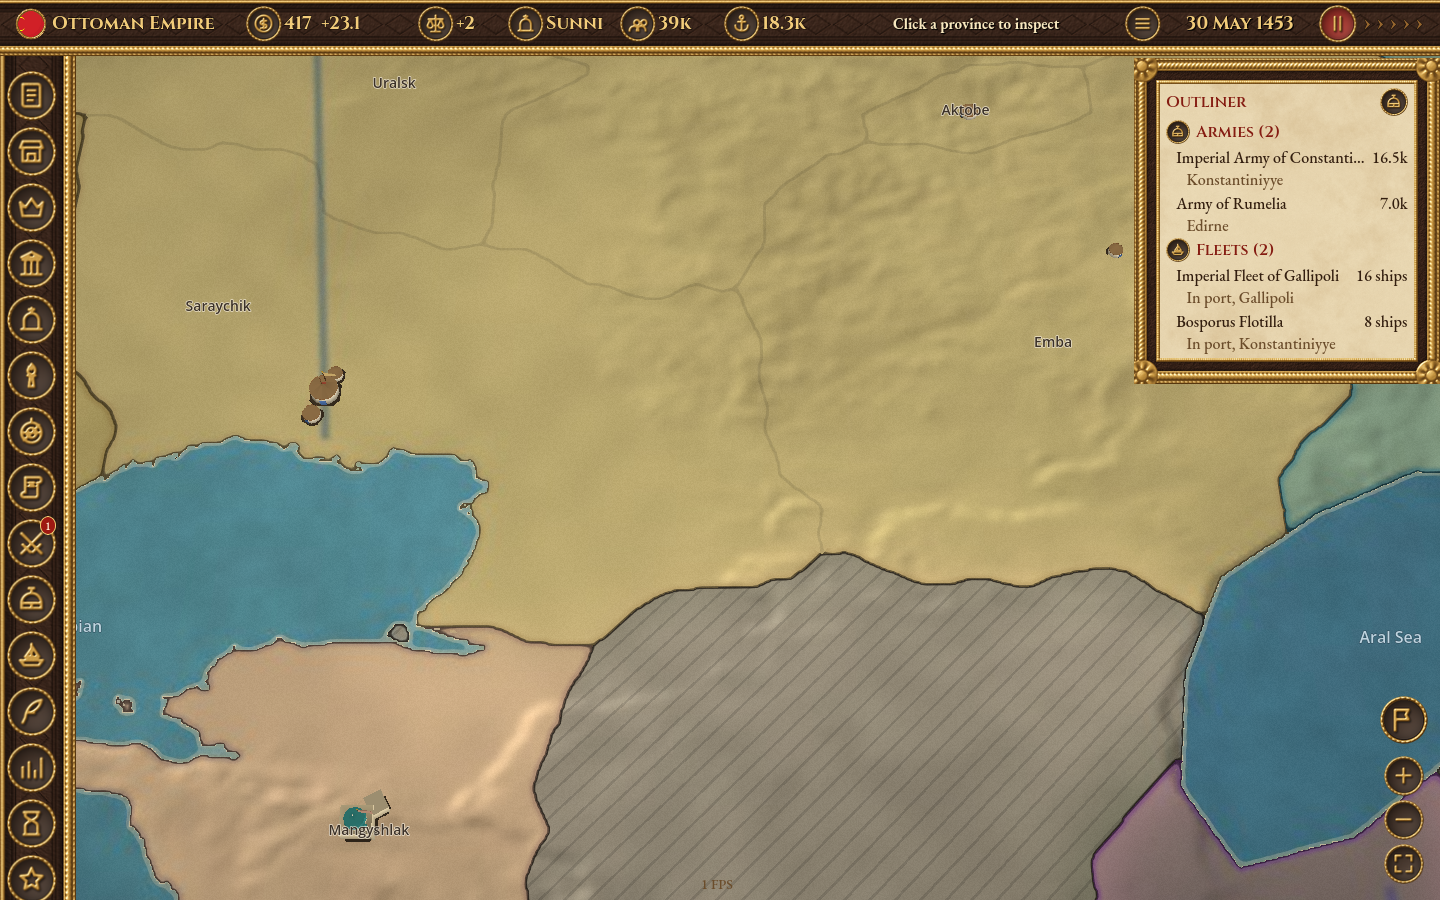 OTTOMAN EMPIRE
417 +23.1
+2
SUNNI
39K
18.3K
Click a province to inspect
30 MAY 1453
OUTLINER
ARMIES (2)
Imperial Army of Constanti... 16.5k
Konstantiniyye
Army of Rumelia 7.0k
Edirne
FLEETS (2)
Imperial Fleet of Gallipoli 16 ships
In port, Gallipoli
Bosporus Flotilla 8 ships
In port, Konstantiniyye
Uralsk
Aktobe
Saraychik
Emba
1
Aral Sea
Mangyshlak
1 FPS